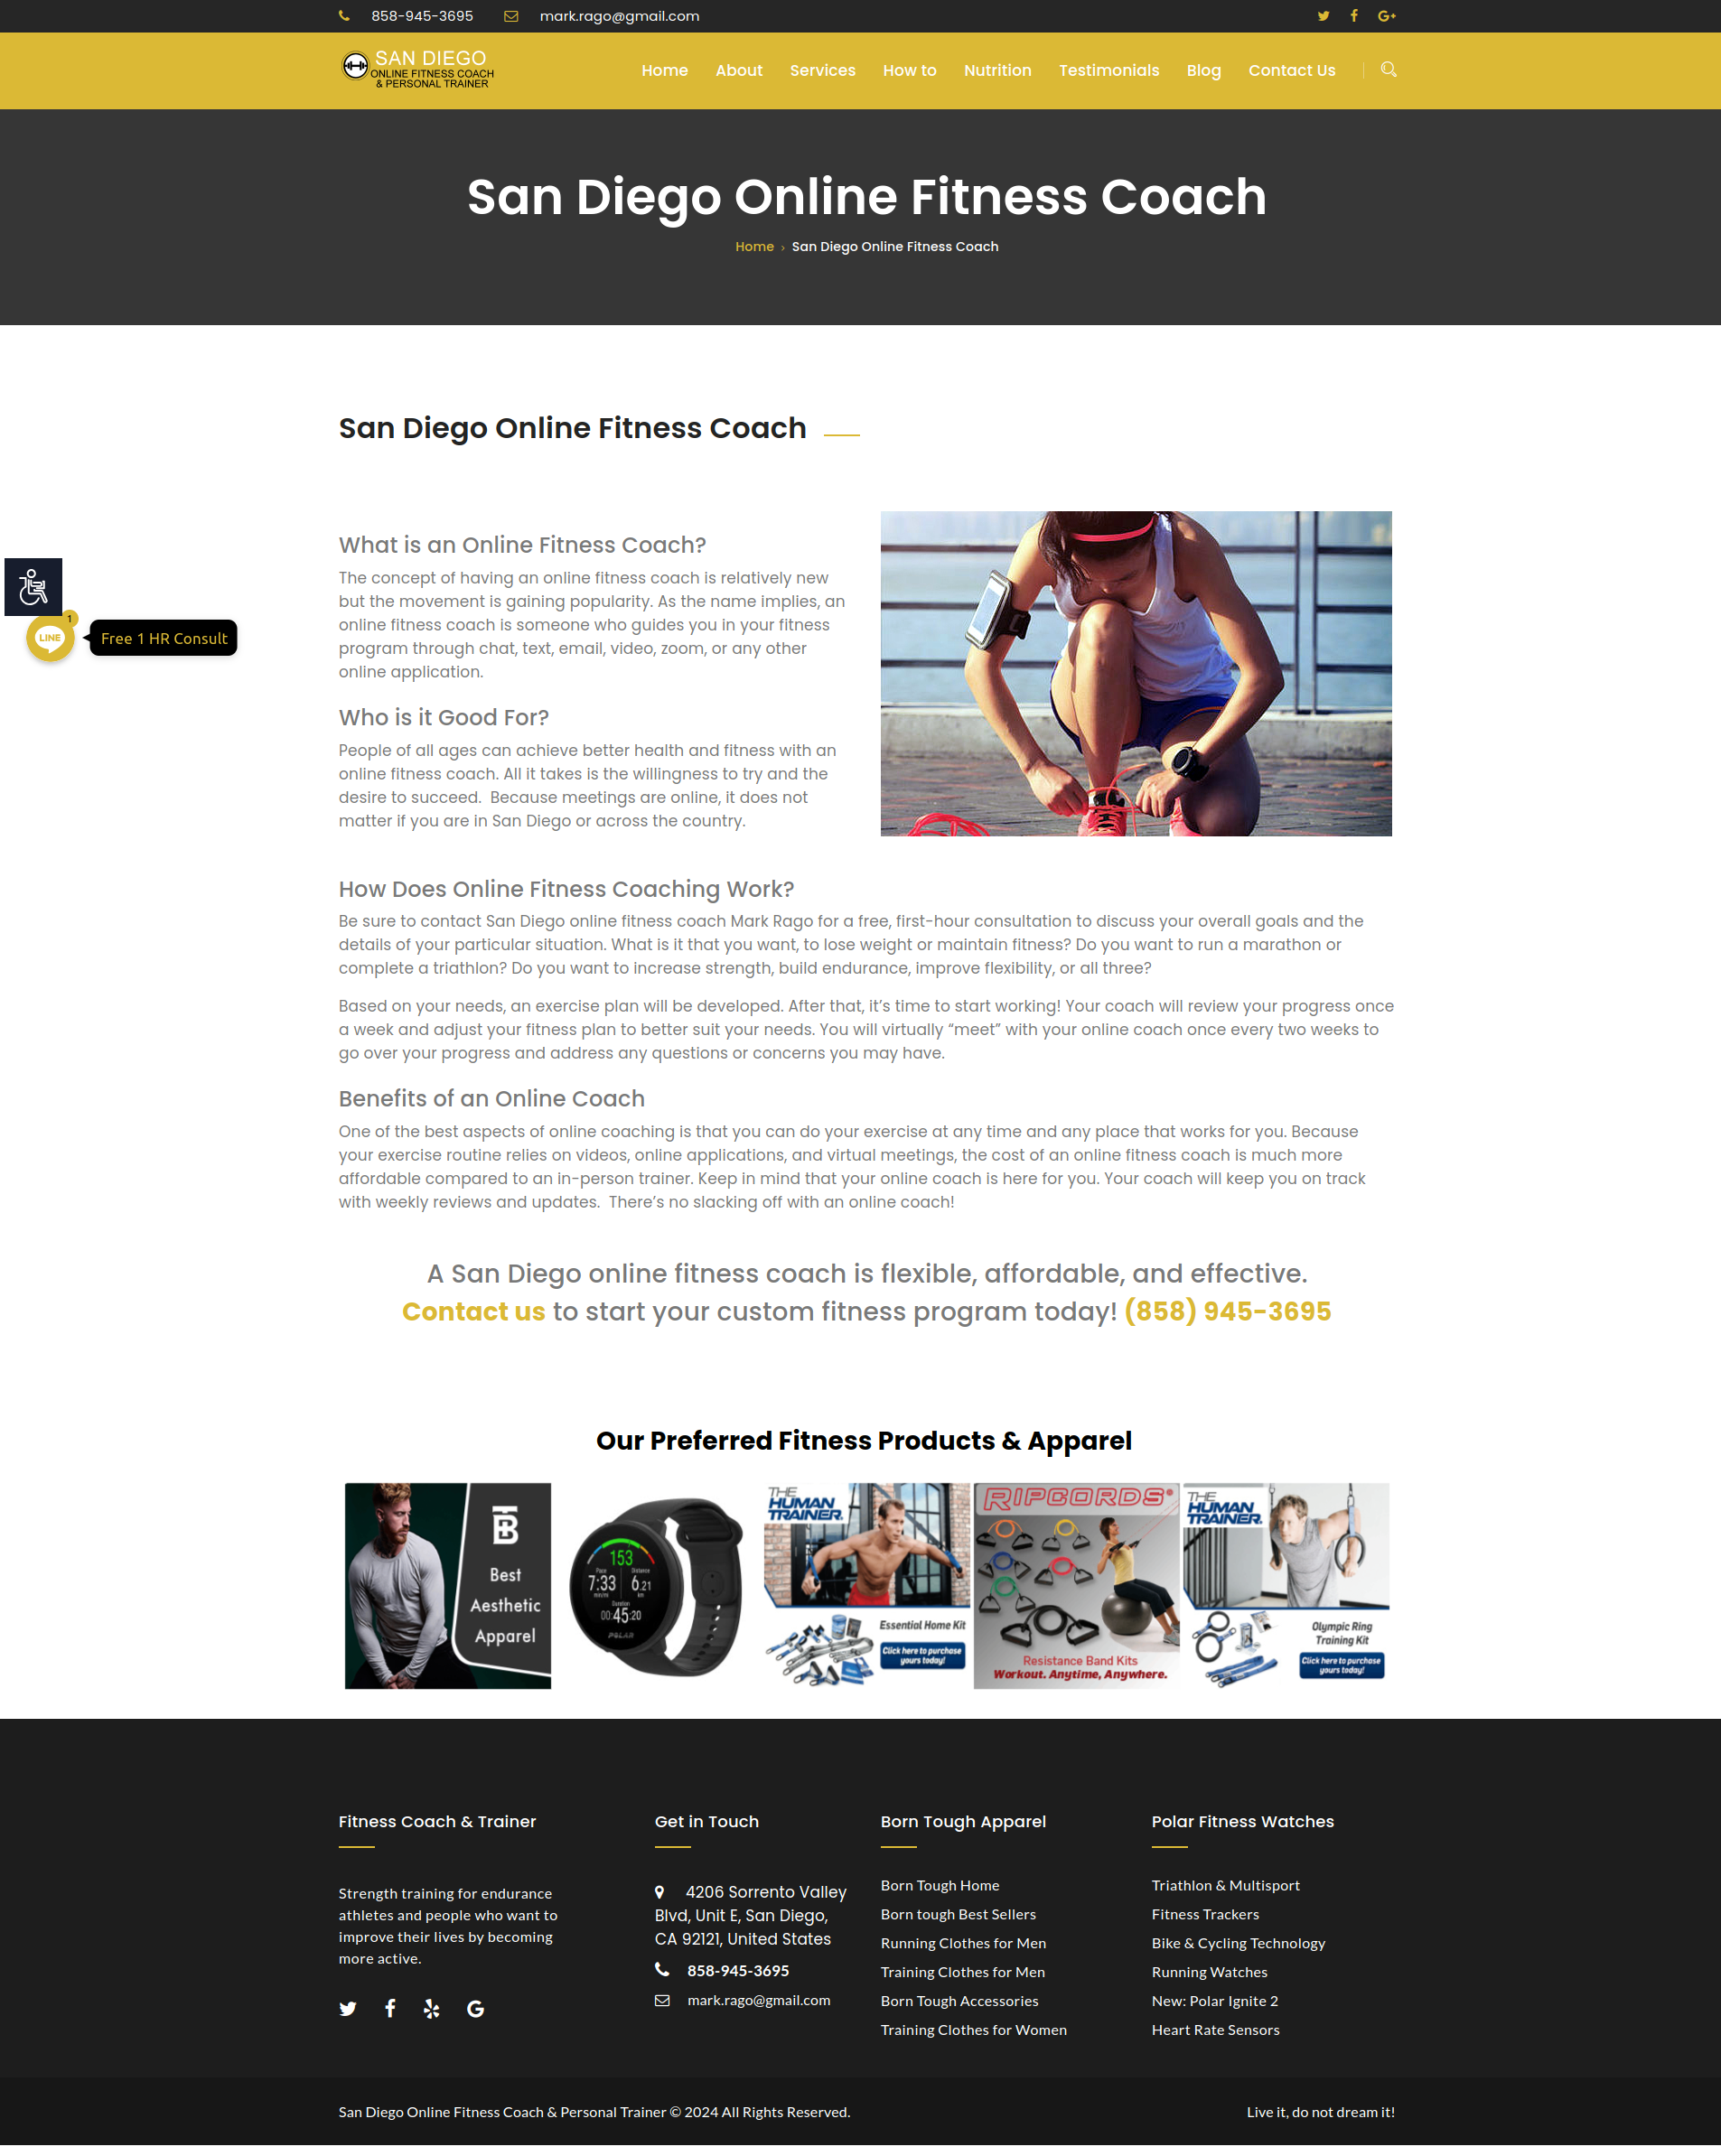 858-945-3695 mark.rago@gmail.com
SAN DIEGO
ONLINE FITNESS COACH
& PERSONAL TRAINER
Home About Services How to Nutrition Testimonials Blog Contact Us
San Diego Online Fitness Coach
Home › San Diego Online Fitness Coach
San Diego Online Fitness Coach
What is an Online Fitness Coach?
The concept of having an online fitness coach is relatively new
but the movement is gaining popularity. As the name implies, an
online fitness coach is someone who guides you in your fitness
program through chat, text, email, video, zoom, or any other
online application.
1
LINE
Free 1 HR Consult
Who is it Good For?
People of all ages can achieve better health and fitness with an
online fitness coach. All it takes is the willingness to try and the
desire to succeed.  Because meetings are online, it does not
matter if you are in San Diego or across the country.
How Does Online Fitness Coaching Work?
Be sure to contact San Diego online fitness coach Mark Rago for a free, first-hour consultation to discuss your overall goals and the
details of your particular situation. What is it that you want, to lose weight or maintain fitness? Do you want to run a marathon or
complete a triathlon? Do you want to increase strength, build endurance, improve flexibility, or all three?
Based on your needs, an exercise plan will be developed. After that, it’s time to start working! Your coach will review your progress once
a week and adjust your fitness plan to better suit your needs. You will virtually “meet” with your online coach once every two weeks to
go over your progress and address any questions or concerns you may have.
Benefits of an Online Coach
One of the best aspects of online coaching is that you can do your exercise at any time and any place that works for you. Because
your exercise routine relies on videos, online applications, and virtual meetings, the cost of an online fitness coach is much more
affordable compared to an in-person trainer. Keep in mind that your online coach is here for you. Your coach will keep you on track
with weekly reviews and updates.  There’s no slacking off with an online coach!
A San Diego online fitness coach is flexible, affordable, and effective.
Contact us to start your custom fitness program today! (858) 945-3695
Our Preferred Fitness Products & Apparel
Best
Aesthetic
Apparel
153
Pace Distance
7:33 6.21
Duration
00:45:20
POLAR
THE
HUMAN
TRAINER
Essential Home Kit
Click here to purchase
yours today!
RIPCORDS®
Resistance Band Kits
Workout. Anytime, Anywhere.
THE
HUMAN
TRAINER
Olympic Ring
Training Kit
Click here to purchase
yours today!
Fitness Coach & Trainer
Strength training for endurance
athletes and people who want to
improve their lives by becoming
more active.
Get in Touch
4206 Sorrento Valley
Blvd, Unit E, San Diego,
CA 92121, United States
858-945-3695
mark.rago@gmail.com
Born Tough Apparel
Born Tough Home
Born tough Best Sellers
Running Clothes for Men
Training Clothes for Men
Born Tough Accessories
Training Clothes for Women
Polar Fitness Watches
Triathlon & Multisport
Fitness Trackers
Bike & Cycling Technology
Running Watches
New: Polar Ignite 2
Heart Rate Sensors
San Diego Online Fitness Coach & Personal Trainer © 2024 All Rights Reserved.
Live it, do not dream it!